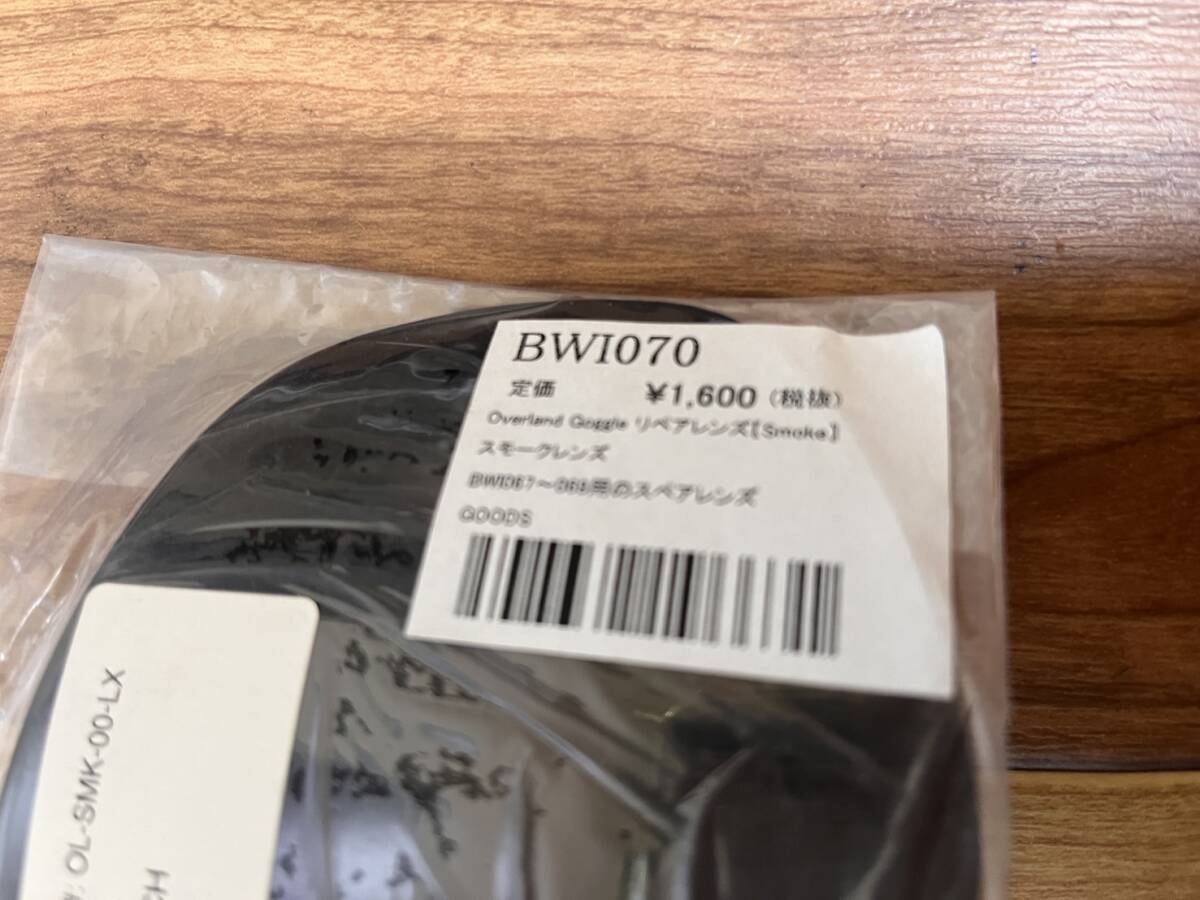 BWI070
定価 ¥1,600（税抜）
Overland Goggle リペアレンズ【Smoke】
スモークレンズ
BWI067～069用のスペアレンズ
GOODS
OL-SMK-00-LX
CH